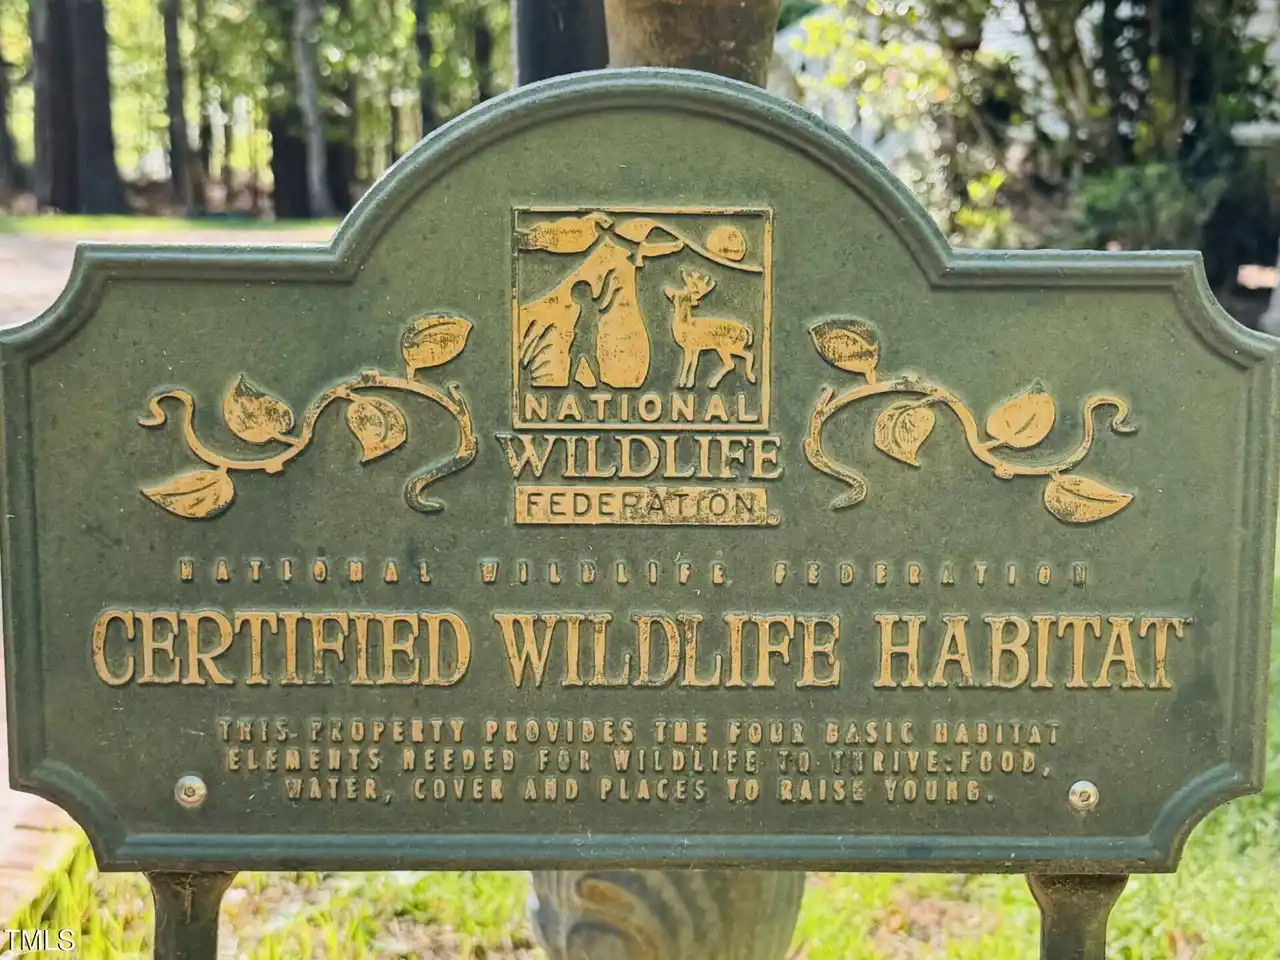 NATIONAL
WILDLIFE
FEDERATION
NATIONAL WILDLIFE FEDERATION
CERTIFIED WILDLIFE HABITAT
THIS PROPERTY PROVIDES THE FOUR BASIC HABITAT
ELEMENTS NEEDED FOR WILDLIFE TO THRIVE: FOOD,
WATER, COVER AND PLACES TO RAISE YOUNG.
TMLS